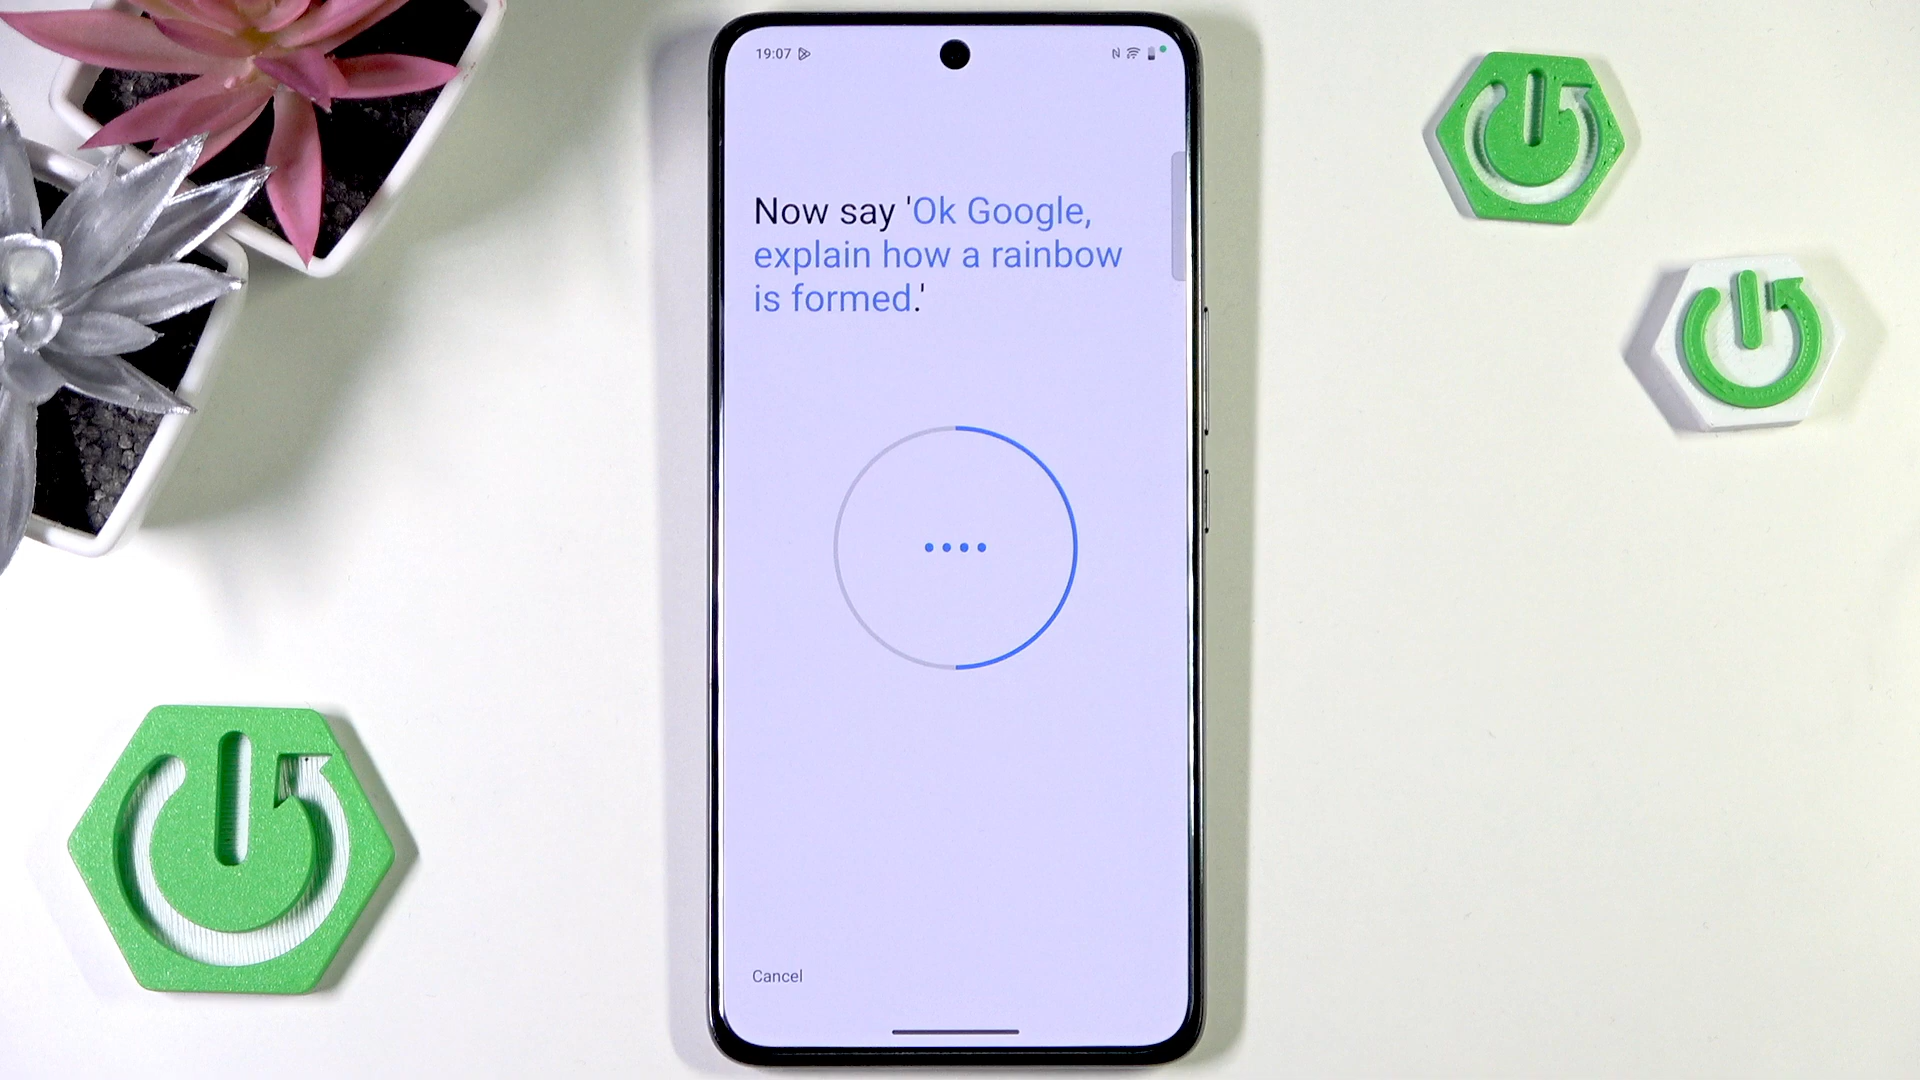 19:07
Now say 'Ok Google,
explain how a rainbow
is formed.'
Cancel